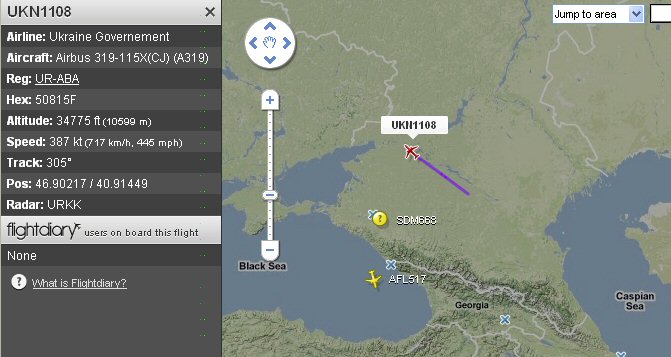 UKN1108 ×
Airline: Ukraine Governement
Aircraft: Airbus 319-115X(CJ) (A319)
Reg: UR-ABA
Hex: 50815F
Altitude: 34775 ft (10599 m)
Speed: 387 kt (717 km/h, 445 mph)
Track: 305°
Pos: 46.90217 / 40.91449
Radar: URKK
flightdiary users on board this flight
None
? What is Flightdiary?
Jump to area
UKN1108
? SDM668
Black Sea
AFL517
Georgia
Caspian
Sea